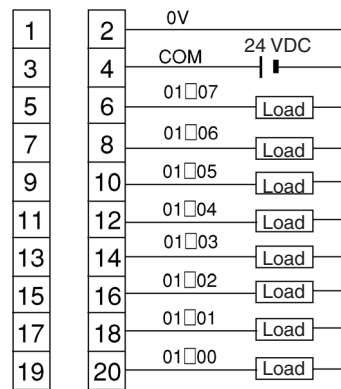 1 2 0V
3 4 COM 24 VDC
5 6 01□07 Load
7 8 01□06 Load
9 10 01□05 Load
11 12 01□04 Load
13 14 01□03 Load
15 16 01□02 Load
17 18 01□01 Load
19 20 01□00 Load